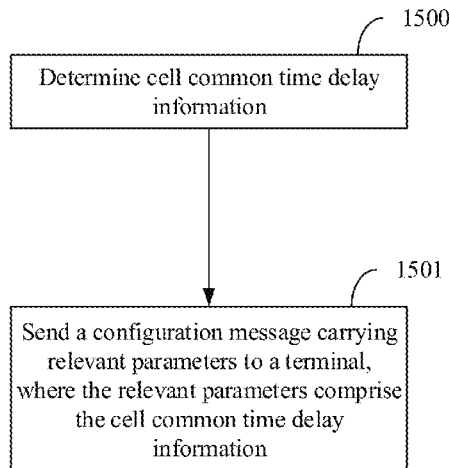 1500
Determine cell common time delay
information
1501
Send a configuration message carrying
relevant parameters to a terminal,
where the relevant parameters comprise
the cell common time delay
information